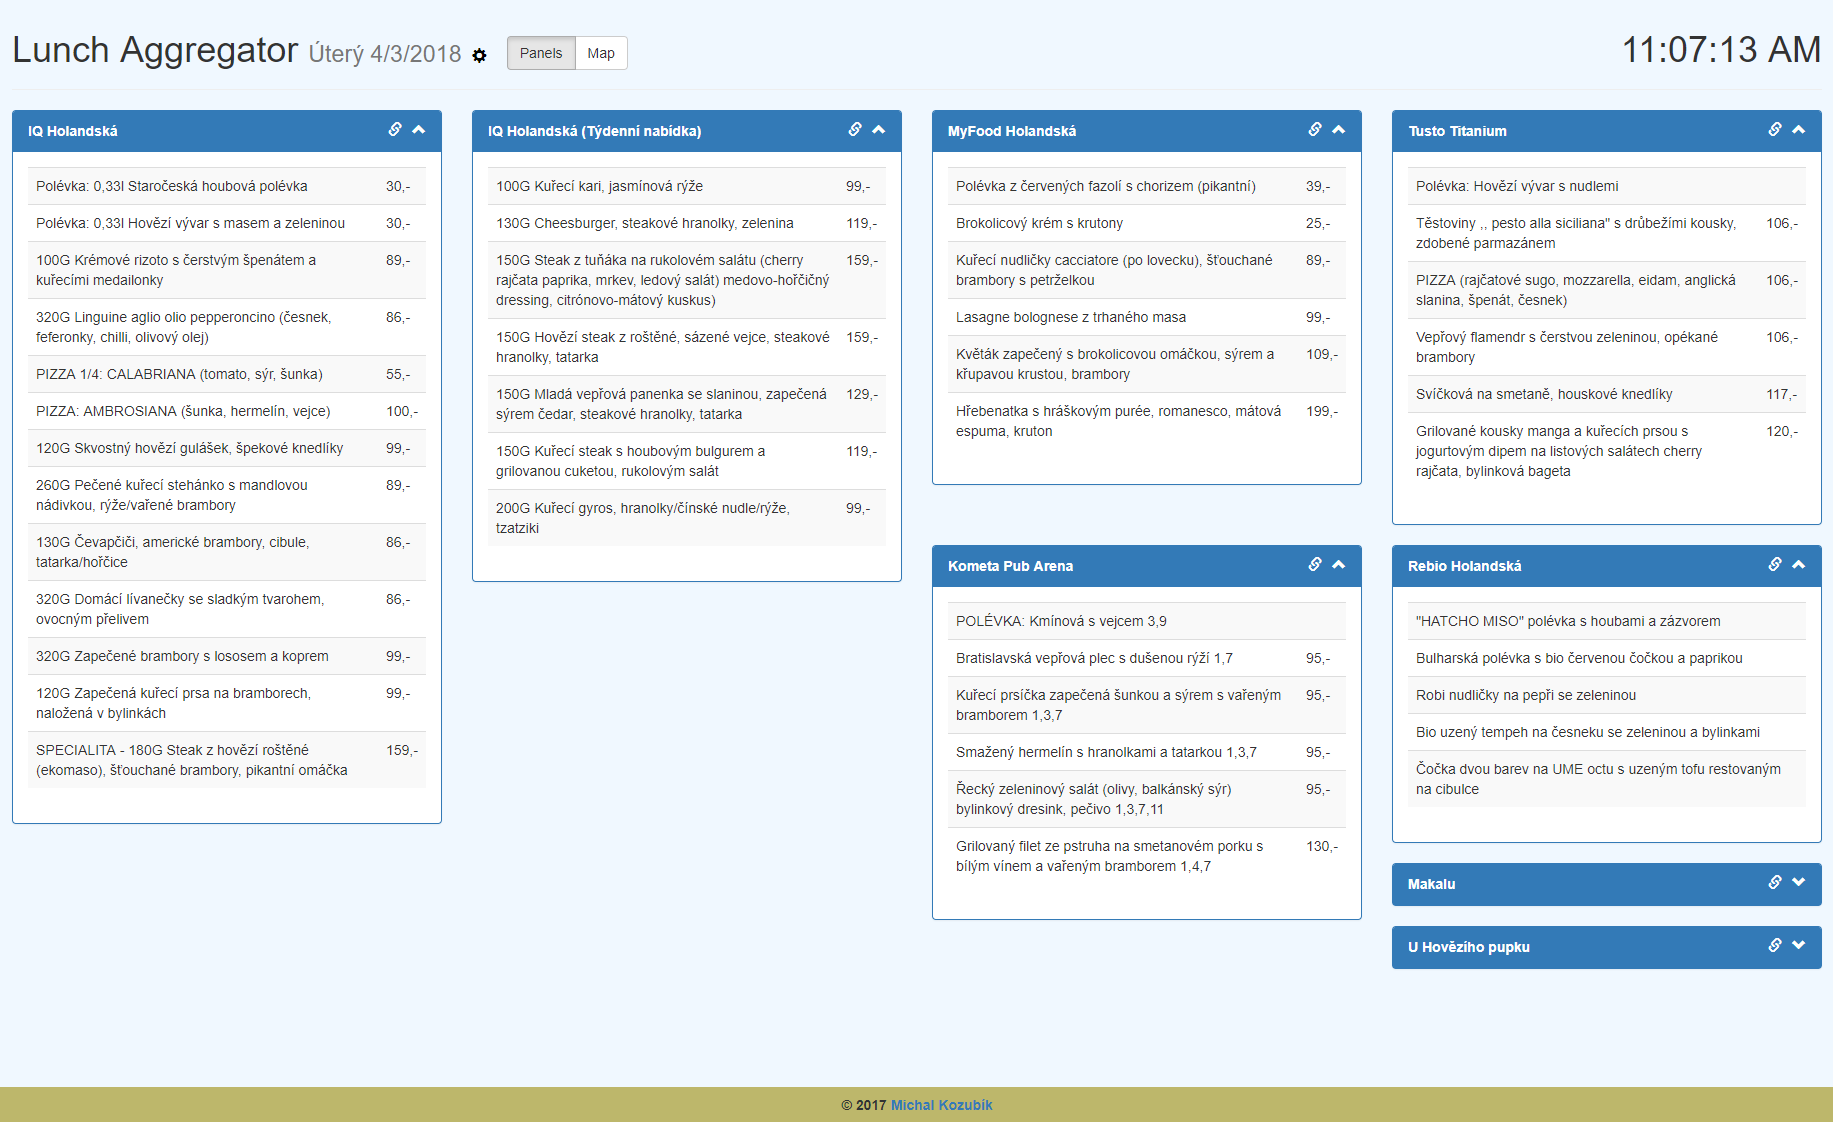 Lunch Aggregator Úterý 4/3/2018 Panels Map
11:07:13 AM
IQ Holandská
Polévka: 0,33l Staročeská houbová polévka 30,-
Polévka: 0,33l Hovězí vývar s masem a zeleninou 30,-
100G Krémové rizoto s čerstvým špenátem a 89,-
kuřecími medailonky
320G Linguine aglio olio pepperoncino (česnek, 86,-
feferonky, chilli, olivový olej)
PIZZA 1/4: CALABRIANA (tomato, sýr, šunka) 55,-
PIZZA: AMBROSIANA (šunka, hermelín, vejce) 100,-
120G Skvostný hovězí gulášek, špekové knedlíky 99,-
260G Pečené kuřecí stehánko s mandlovou 89,-
nádivkou, rýže/vařené brambory
130G Čevapčiči, americké brambory, cibule, 86,-
tatarka/hořčice
320G Domácí lívanečky se sladkým tvarohem, 86,-
ovocným přelivem
320G Zapečené brambory s lososem a koprem 99,-
120G Zapečená kuřecí prsa na bramborech, 99,-
naložená v bylinkách
SPECIALITA - 180G Steak z hovězí roštěné 159,-
(ekomaso), šťouchané brambory, pikantní omáčka
IQ Holandská (Týdenní nabídka)
100G Kuřecí kari, jasmínová rýže 99,-
130G Cheesburger, steakové hranolky, zelenina 119,-
150G Steak z tuňáka na rukolovém salátu (cherry 159,-
rajčata paprika, mrkev, ledový salát) medovo-hořčičný
dressing, citrónovo-mátový kuskus)
150G Hovězí steak z roštěné, sázené vejce, steakové 159,-
hranolky, tatarka
150G Mladá vepřová panenka se slaninou, zapečená 129,-
sýrem čedar, steakové hranolky, tatarka
150G Kuřecí steak s houbovým bulgurem a 119,-
grilovanou cuketou, rukolovým salát
200G Kuřecí gyros, hranolky/čínské nudle/rýže, 99,-
tzatziki
MyFood Holandská
Polévka z červených fazolí s chorizem (pikantní) 39,-
Brokolicový krém s krutony 25,-
Kuřecí nudličky cacciatore (po lovecku), šťouchané 89,-
brambory s petrželkou
Lasagne bolognese z trhaného masa 99,-
Květák zapečený s brokolicovou omáčkou, sýrem a 109,-
křupavou krustou, brambory
Hřebenatka s hráškovým purée, romanesco, mátová 199,-
espuma, kruton
Kometa Pub Arena
POLÉVKA: Kmínová s vejcem 3,9
Bratislavská vepřová plec s dušenou rýží 1,7 95,-
Kuřecí prsíčka zapečená šunkou a sýrem s vařeným 95,-
bramborem 1,3,7
Smažený hermelín s hranolkami a tatarkou 1,3,7 95,-
Řecký zeleninový salát (olivy, balkánský sýr) 95,-
bylinkový dresink, pečivo 1,3,7,11
Grilovaný filet ze pstruha na smetanovém porku s 130,-
bílým vínem a vařeným bramborem 1,4,7
Tusto Titanium
Polévka: Hovězí vývar s nudlemi
Těstoviny ,, pesto alla siciliana" s drůbežími kousky, 106,-
zdobené parmazánem
PIZZA (rajčatové sugo, mozzarella, eidam, anglická 106,-
slanina, špenát, česnek)
Vepřový flamendr s čerstvou zeleninou, opékané 106,-
brambory
Svíčková na smetaně, houskové knedlíky 117,-
Grilované kousky manga a kuřecích prsou s 120,-
jogurtovým dipem na listových salátech cherry
rajčata, bylinková bageta
Rebio Holandská
"HATCHO MISO" polévka s houbami a zázvorem
Bulharská polévka s bio červenou čočkou a paprikou
Robi nudličky na pepři se zeleninou
Bio uzený tempeh na česneku se zeleninou a bylinkami
Čočka dvou barev na UME octu s uzeným tofu restovaným
na cibulce
Makalu
U Hovězího pupku
© 2017 Michal Kozubík